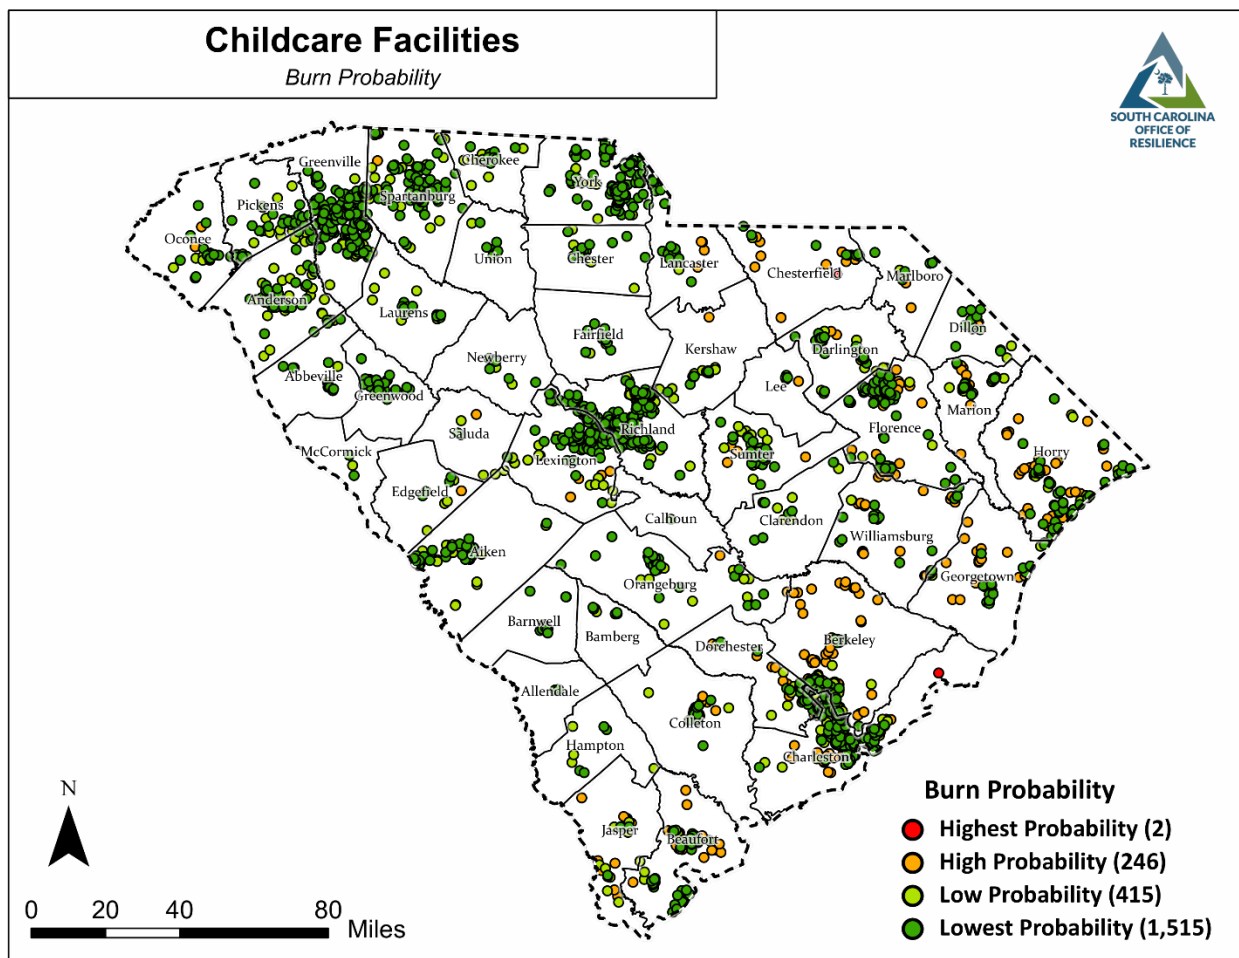 Childcare Facilities
Burn Probability
SOUTH CAROLINA
OFFICE OF
RESILIENCE
Greenville
Cherokee
York
Spartanburg
Pickens
Oconee
Union
Chester
Lancaster
Chesterfield
Marlboro
Anderson
Laurens
Fairfield
Dillon
Newberry
Kershaw
Darlington
Abbeville
Greenwood
Lee
Marion
Saluda
Richland
Florence
McCormick
Lexington
Sumter
Horry
Edgefield
Calhoun
Clarendon
Williamsburg
Aiken
Orangeburg
Georgetown
Barnwell
Bamberg
Dorchester
Berkeley
Allendale
Colleton
Hampton
Charleston
Jasper
Beaufort
N
0 20 40 80 Miles
Burn Probability
Highest Probability (2)
High Probability (246)
Low Probability (415)
Lowest Probability (1,515)